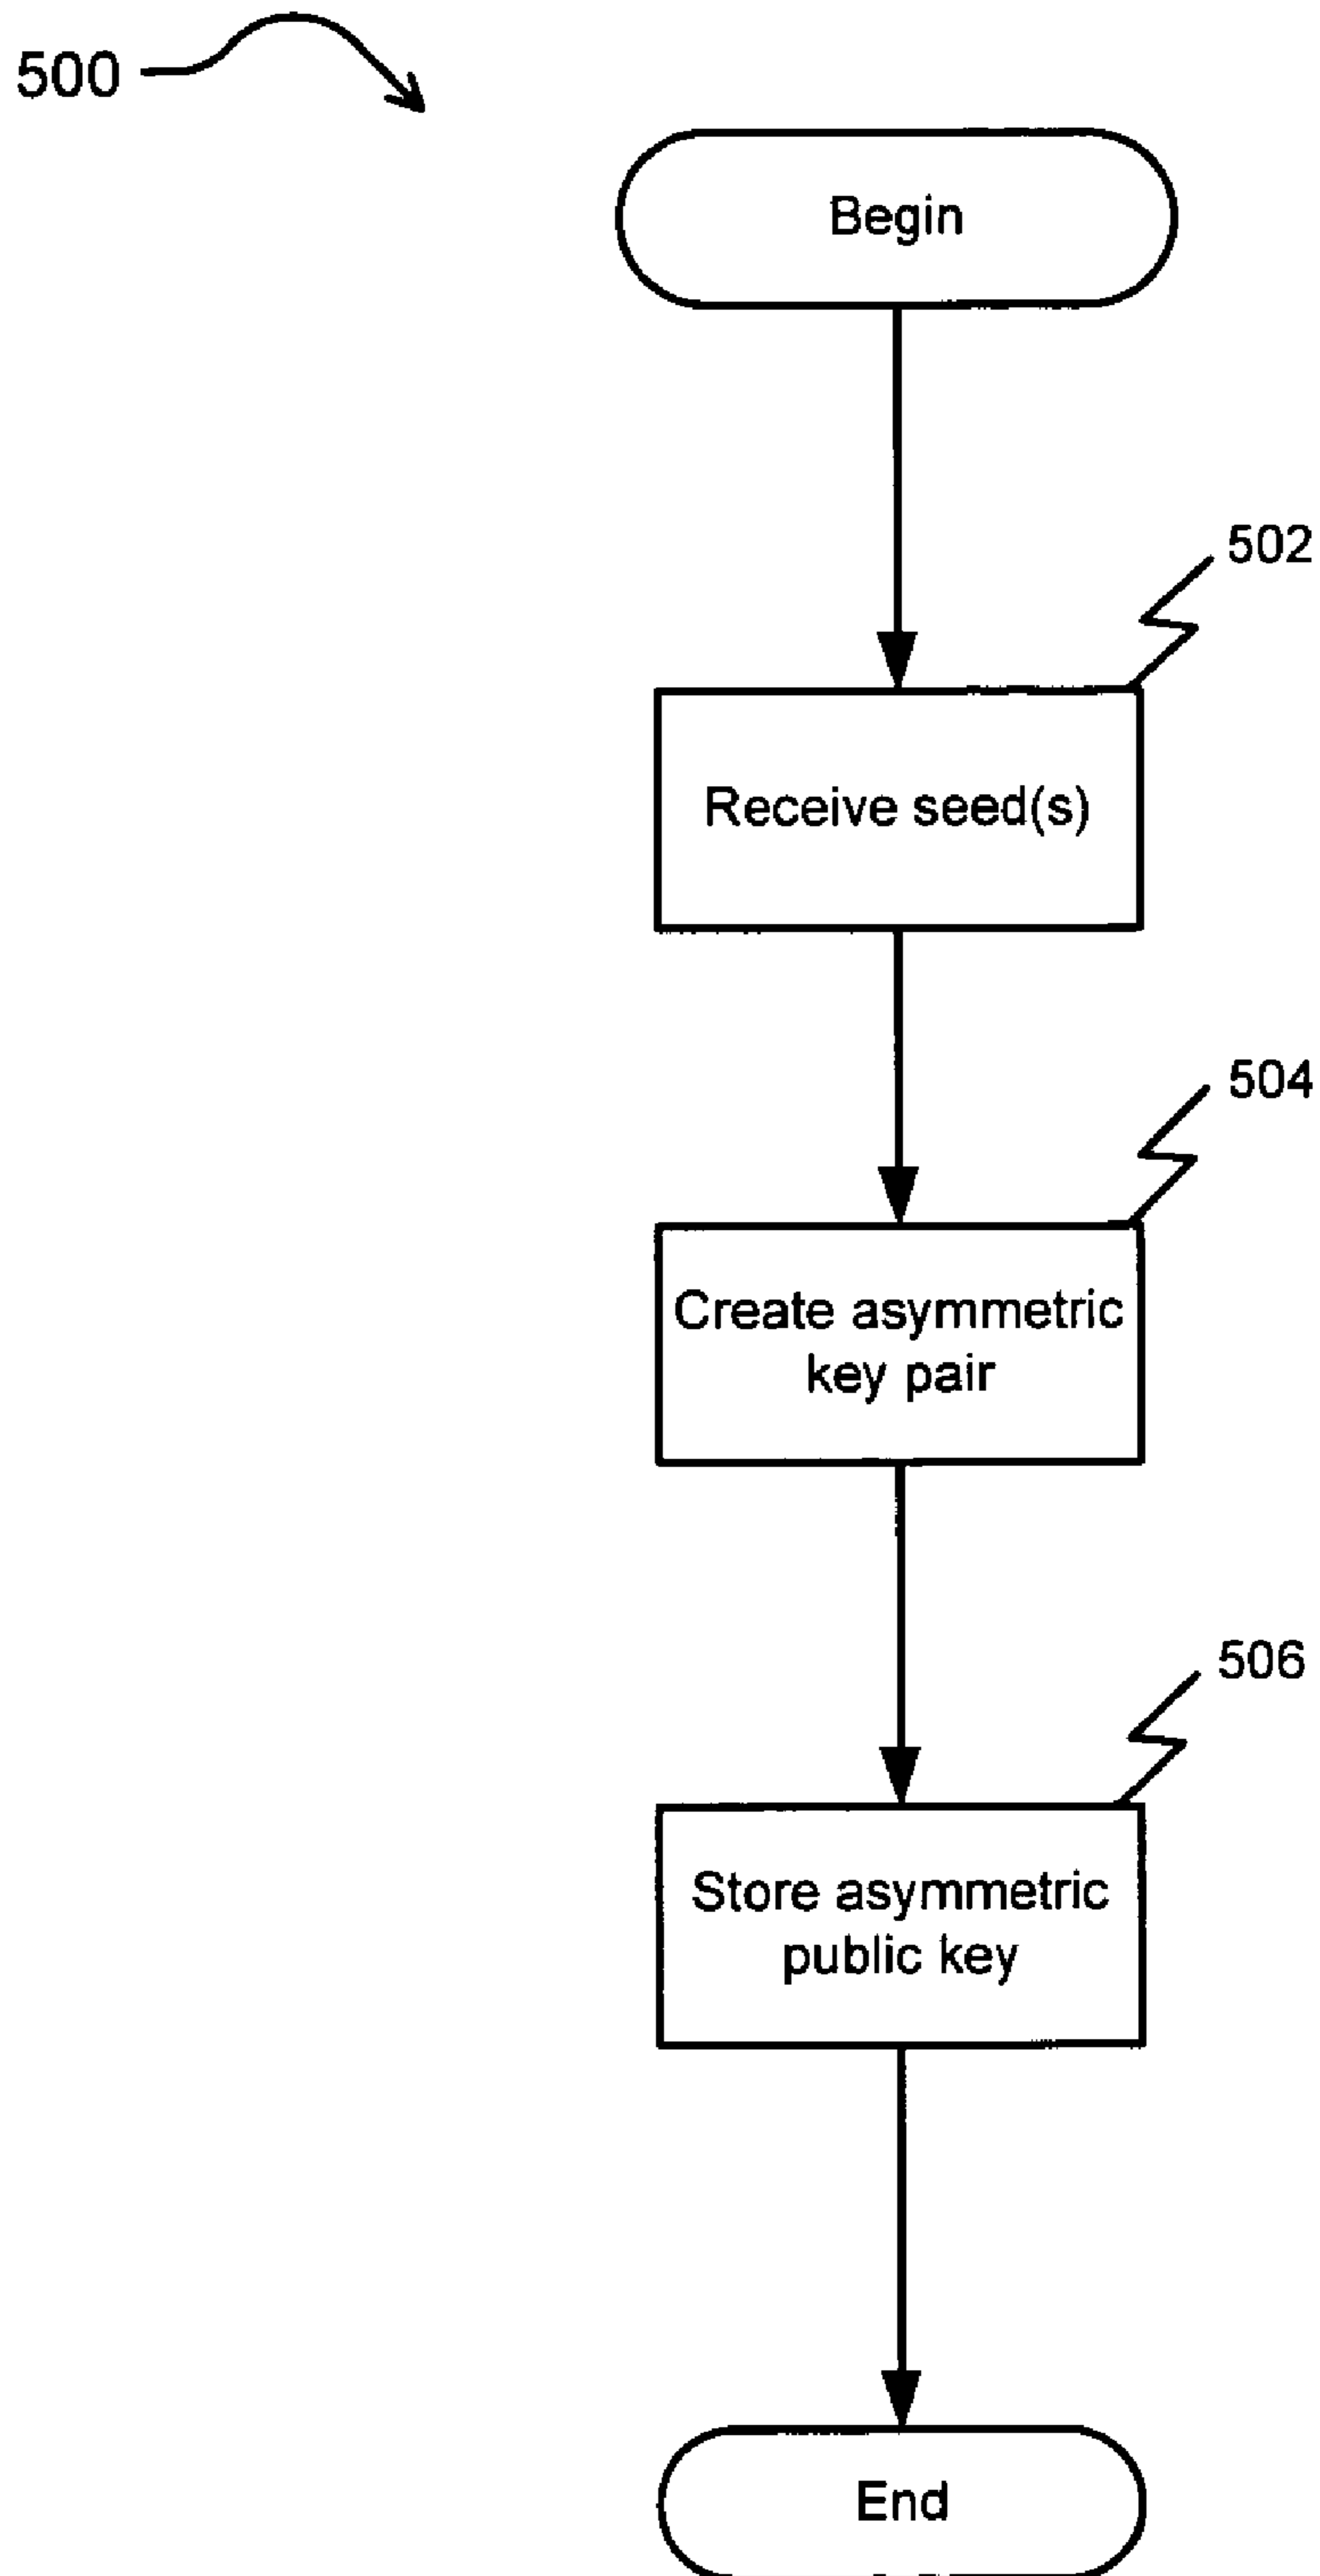 500
Begin
502
Receive seed(s)
504
Create asymmetric
key pair
506
Store asymmetric
public key
End